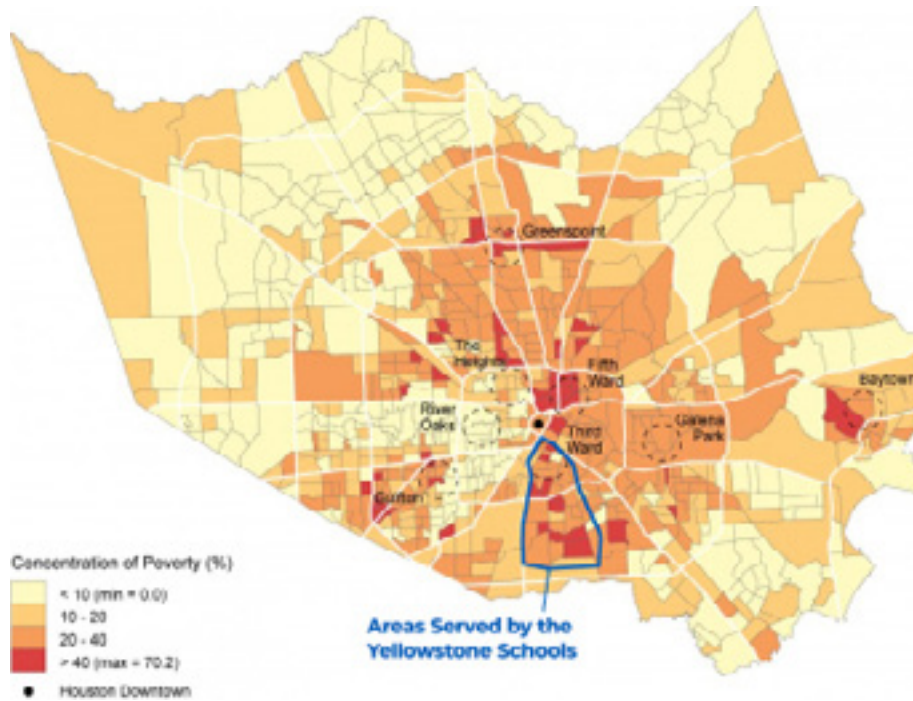 Greenspoint
The
Heights
Fifth
Ward
Baytown
River
Oaks
Galena
Park
Third
Ward
Gulfton
Concentration of Poverty (%)
< 10 (min = 0.0)
10 - 20
20 - 40
> 40 (max = 70.2)
Houston Downtown
Areas Served by the
Yellowstone Schools